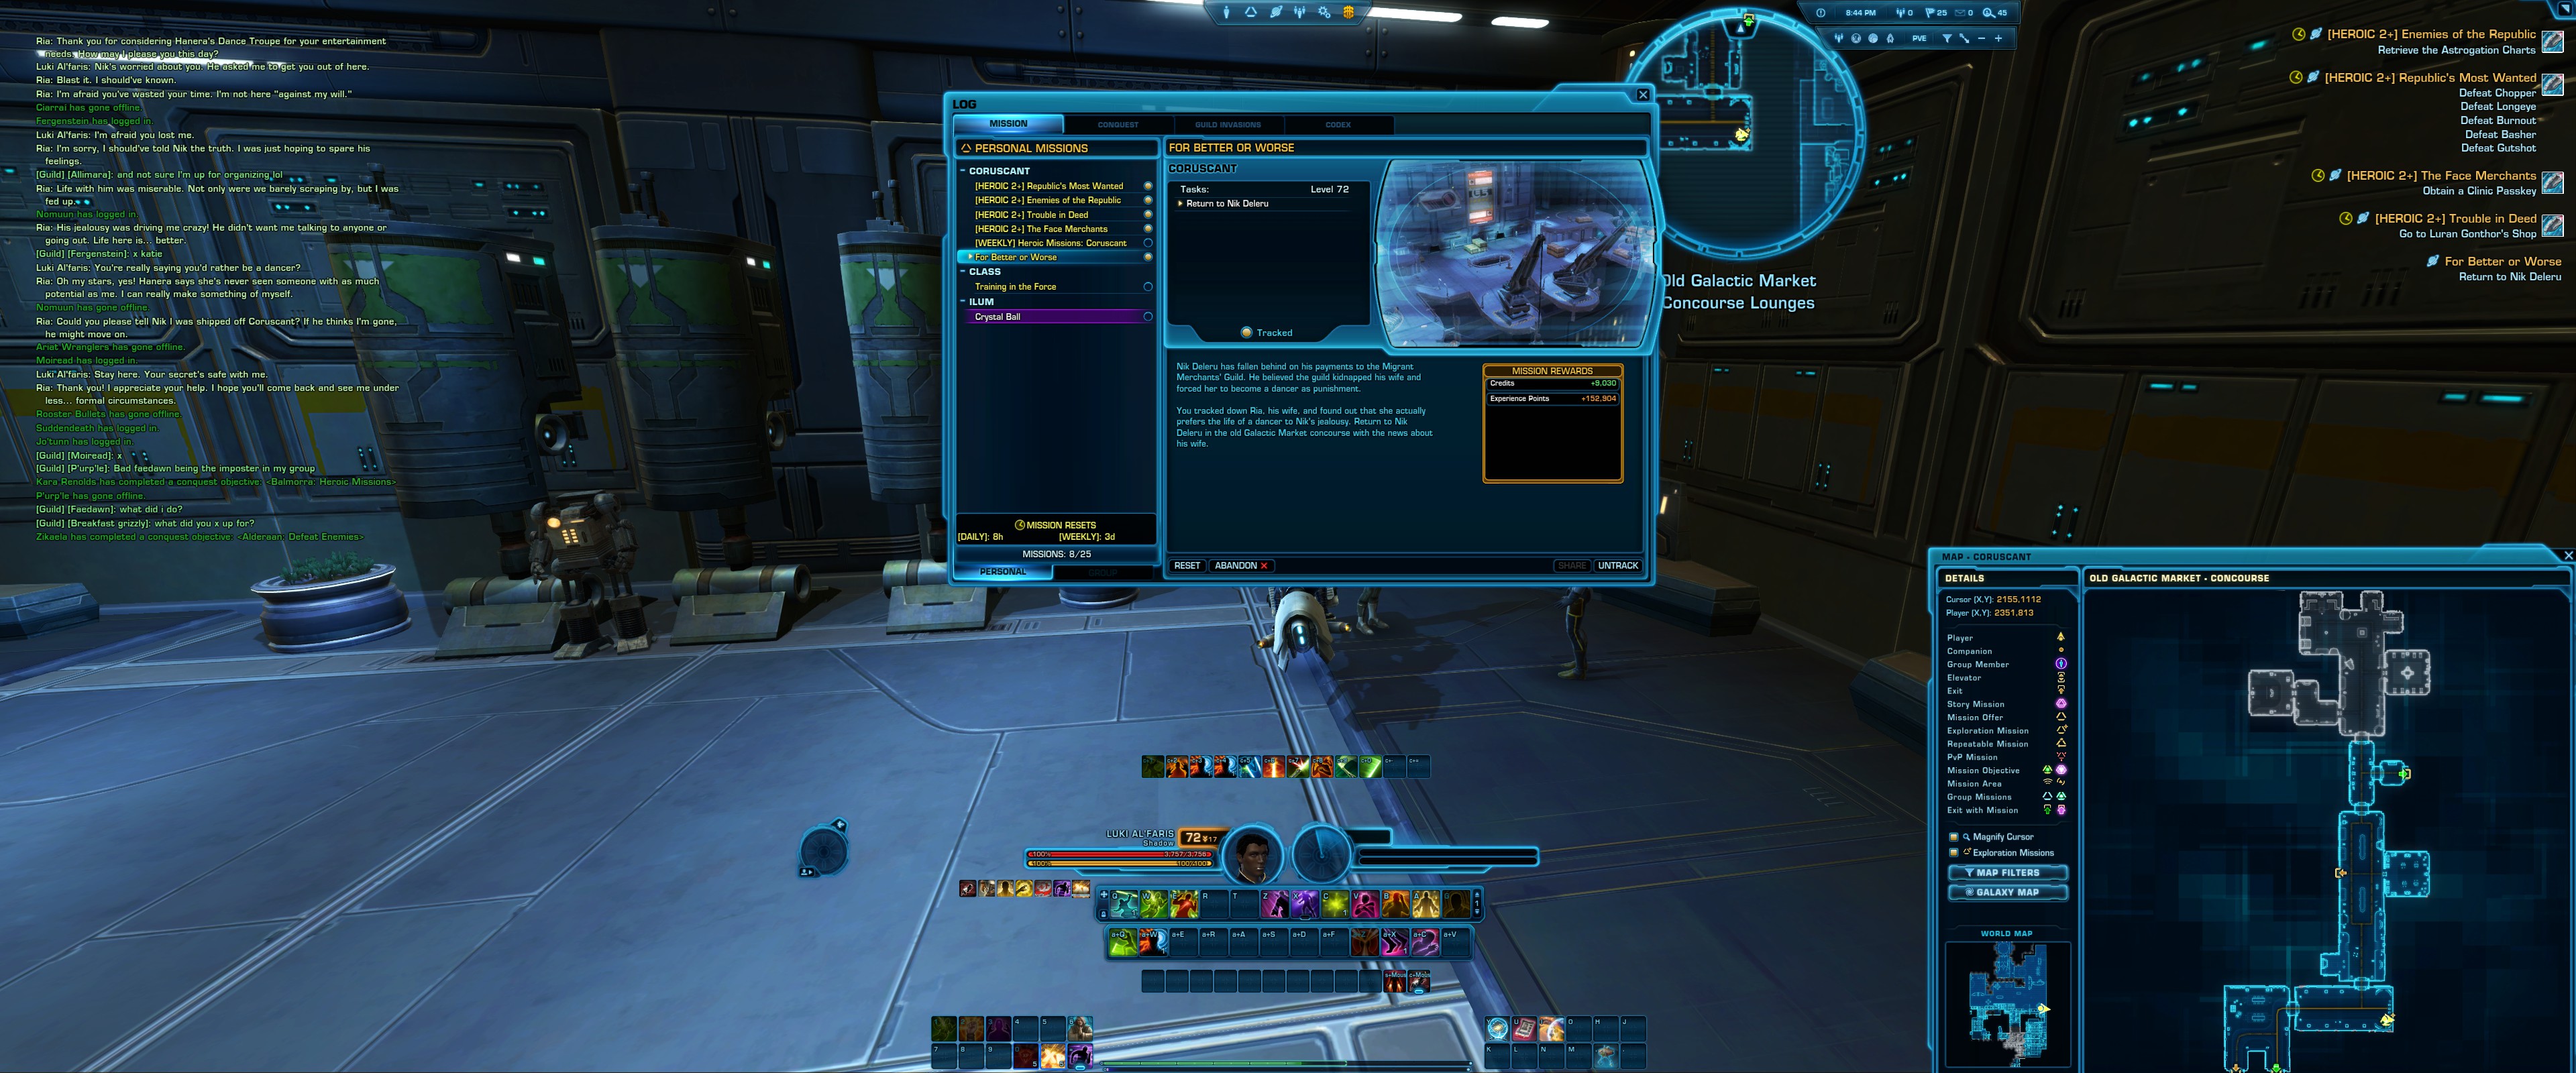 Ria: Thank you for considering Hanera's Dance Troupe for your entertainment
needs. How may I please you this day?
Luki Al'faris: Nik's worried about you. He asked me to get you out of here.
Ria: Blast it. I should've known.
Ria: I'm afraid you've wasted your time. I'm not here "against my will."
Ciarrai has gone offline.
Fergenstein has logged in.
Luki Al'faris: I'm afraid you lost me.
Ria: I'm sorry, I should've told Nik the truth. I was just hoping to spare his
feelings.
[Guild] [Allimara]: and not sure I'm up for organizing lol
Ria: Life with him was miserable. Not only were we barely scraping by, but I was
fed up.
Nomuun has logged in.
Ria: His jealousy was driving me crazy! He didn't want me talking to anyone or
going out. Life here is... better.
[Guild] [Fergenstein]: x katie
Luki Al'faris: You're really saying you'd rather be a dancer?
Ria: Oh my stars, yes! Hanera says she's never seen someone with as much
potential as me. I can really make something of myself.
Nomuun has gone offline.
Ria: Could you please tell Nik I was shipped off Coruscant? If he thinks I'm gone,
he might move on.
Ariat Wranglers has gone offline.
Moiread has logged in.
Luki Al'faris: Stay here. Your secret's safe with me.
Ria: Thank you! I appreciate your help. I hope you'll come back and see me under
less... formal circumstances.
Rooster Bullets has gone offline.
Suddendeath has logged in.
Jo'tunn has logged in.
[Guild] [Moiread]: x
[Guild] [P'urp'le]: Bad faedawn being the imposter in my group
Kara Renolds has completed a conquest objective: <Balmorra: Heroic Missions>
P'urp'le has gone offline.
[Guild] [Faedawn]: what did i do?
[Guild] [Breakfast grizzly]: what did you x up for?
Zikaela has completed a conquest objective: <Alderaan: Defeat Enemies>
LOG
MISSION
CONQUEST
GUILD INVASIONS
CODEX
PERSONAL MISSIONS
CORUSCANT
[HEROIC 2+] Republic's Most Wanted
[HEROIC 2+] Enemies of the Republic
[HEROIC 2+] Trouble in Deed
[HEROIC 2+] The Face Merchants
[WEEKLY] Heroic Missions: Coruscant
For Better or Worse
CLASS
Training in the Force
ILUM
Crystal Ball
MISSION RESETS
[DAILY]: 8h [WEEKLY]: 3d
MISSIONS: 8/25
PERSONAL
GROUP
FOR BETTER OR WORSE
CORUSCANT
Tasks: Level 72
Return to Nik Deleru
Tracked
Nik Deleru has fallen behind on his payments to the Migrant
Merchants' Guild. He believed the guild kidnapped his wife and
forced her to become a dancer as punishment.
You tracked down Ria, his wife, and found out that she actually
prefers the life of a dancer to Nik's jealousy. Return to Nik
Deleru in the old Galactic Market concourse with the news about
his wife.
MISSION REWARDS
Credits +9,030
Experience Points +152,904
RESET
ABANDON
SHARE
UNTRACK
8:44 PM 0 25 0 45
PVE
Old Galactic Market
Concourse Lounges
[HEROIC 2+] Enemies of the Republic
Retrieve the Astrogation Charts
[HEROIC 2+] Republic's Most Wanted
Defeat Chopper
Defeat Longeye
Defeat Burnout
Defeat Basher
Defeat Gutshot
[HEROIC 2+] The Face Merchants
Obtain a Clinic Passkey
[HEROIC 2+] Trouble in Deed
Go to Luran Gonthor's Shop
For Better or Worse
Return to Nik Deleru
MAP - CORUSCANT
DETAILS
Cursor (X,Y): 2155,1112
Player (X,Y): 2351,813
Player
Companion
Group Member
Elevator
Exit
Story Mission
Mission Offer
Exploration Mission
Repeatable Mission
PvP Mission
Mission Objective
Mission Area
Group Missions
Exit with Mission
Magnify Cursor
Exploration Missions
MAP FILTERS
GALAXY MAP
WORLD MAP
OLD GALACTIC MARKET - CONCOURSE
LUKI AL'FARIS
Shadow
72
17
100% 3,757/3,756
100% 100/100
R T Z C V
a+Q a+W a+E a+R a+A a+S a+D a+F a+X a+C a+V
4 5
7 8 9
U O H J
K L N M